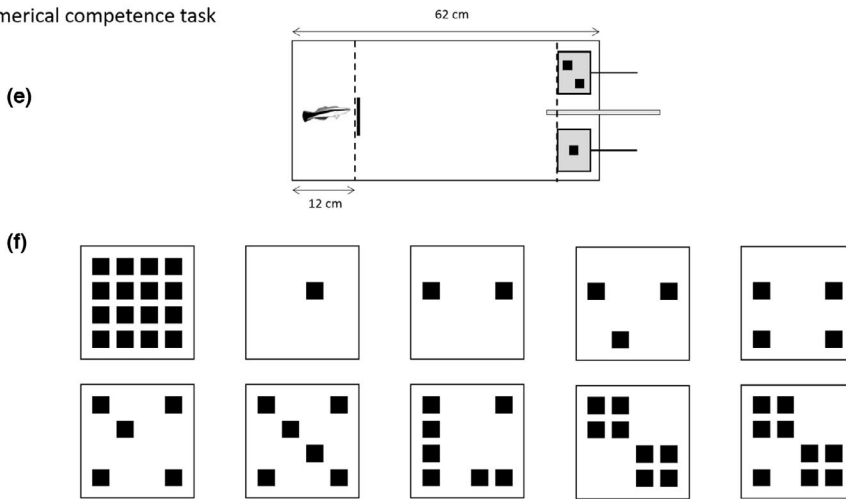 merical competence task
62 cm
(e)
12 cm
(f)